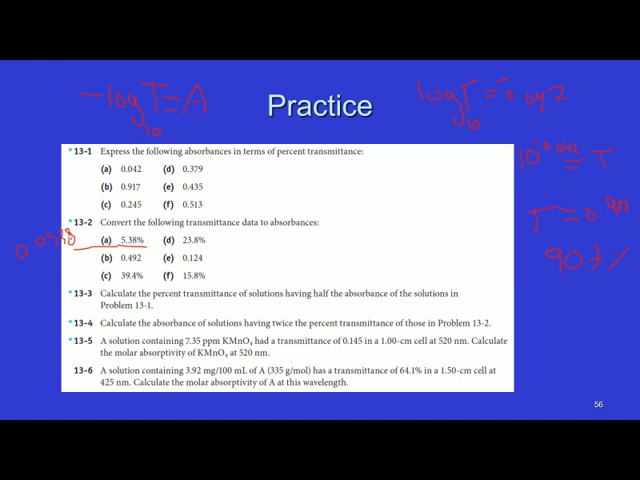 -log₁₀T=A
log₁₀T=-0.042
Practice
10^-0.042 = T
T=0.907
90.7%
*13-1 Express the following absorbances in terms of percent transmittance:
(a) 0.042 (d) 0.379
(b) 0.917 (e) 0.435
(c) 0.245 (f) 0.513
*13-2 Convert the following transmittance data to absorbances:
0.0538
(a) 5.38% (d) 23.8%
(b) 0.492 (e) 0.124
(c) 39.4% (f) 15.8%
*13-3 Calculate the percent transmittance of solutions having half the absorbance of the solutions in
Problem 13-1.
*13-4 Calculate the absorbance of solutions having twice the percent transmittance of those in Problem 13-2.
*13-5 A solution containing 7.35 ppm KMnO₄ had a transmittance of 0.145 in a 1.00-cm cell at 520 nm. Calculate
the molar absorptivity of KMnO₄ at 520 nm.
13-6 A solution containing 3.92 mg/100 mL of A (335 g/mol) has a transmittance of 64.1% in a 1.50-cm cell at
425 nm. Calculate the molar absorptivity of A at this wavelength.
56